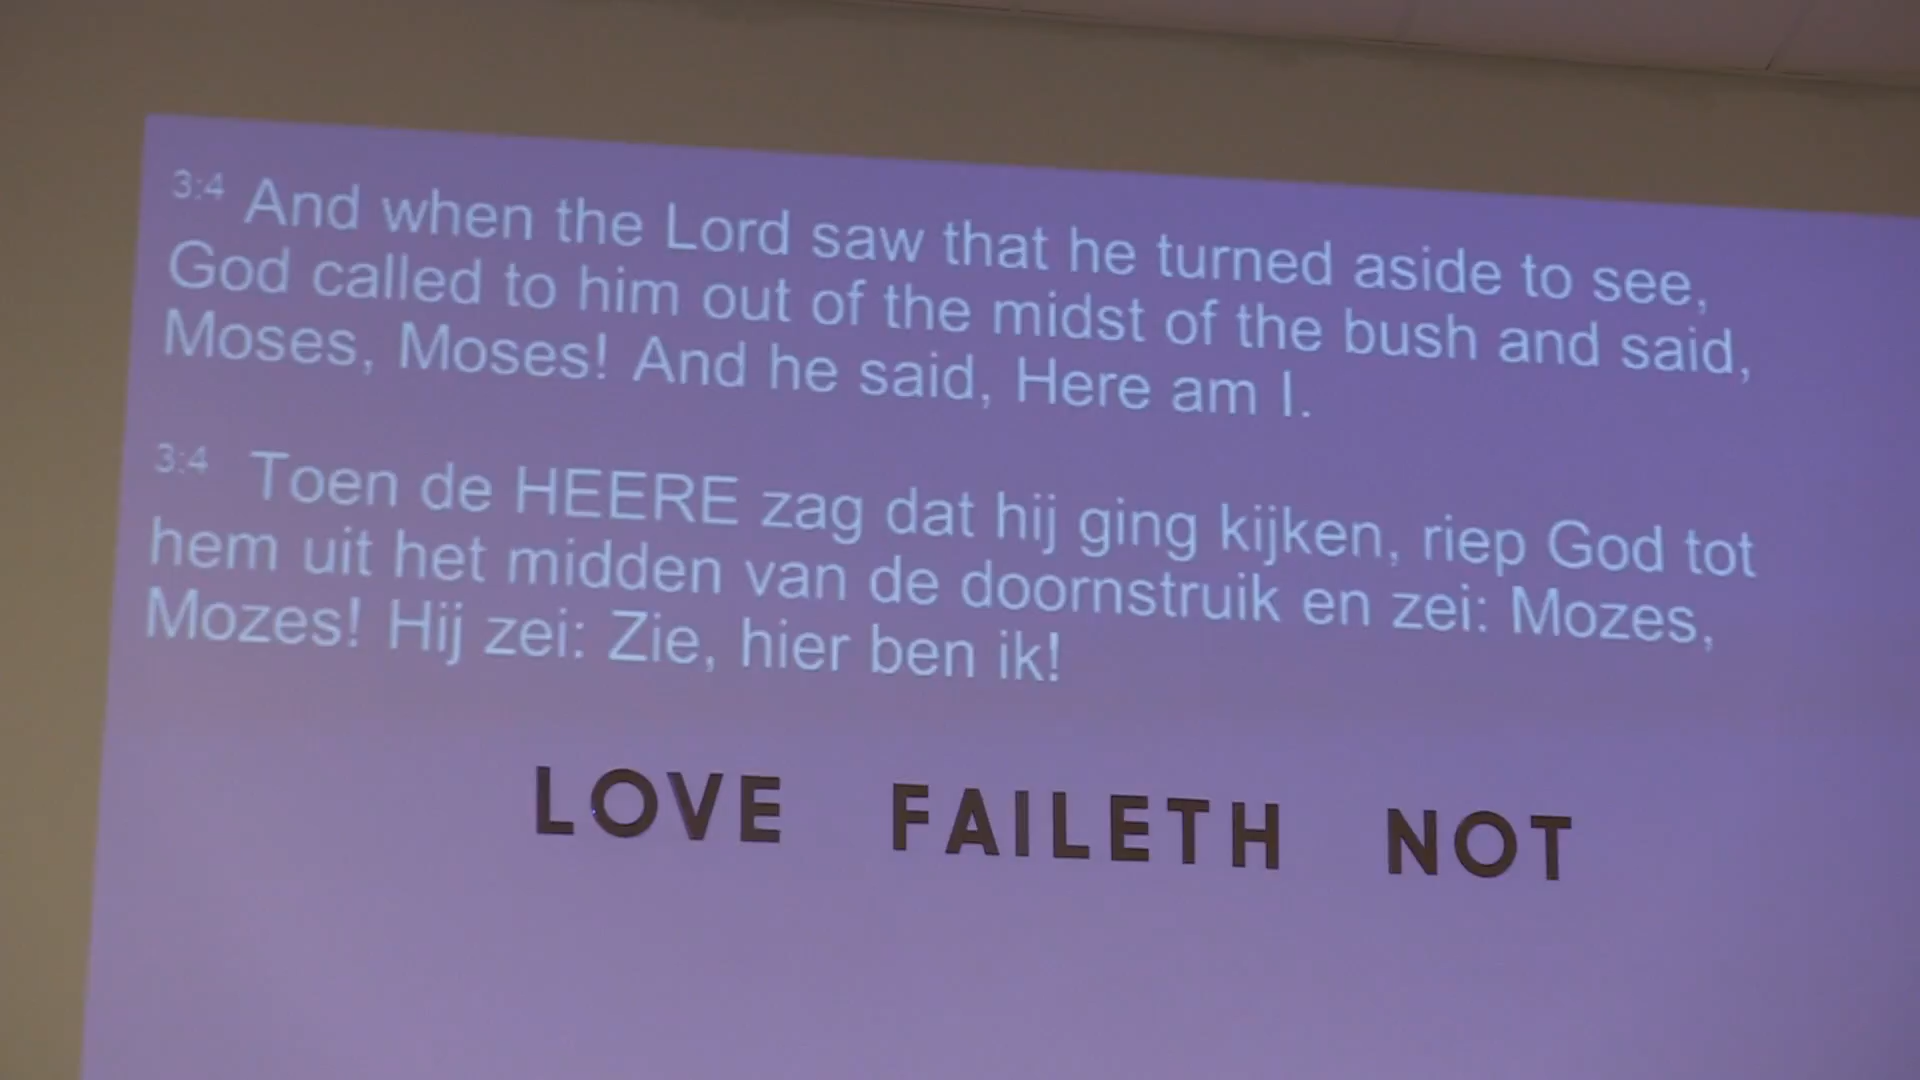 3:4 And when the Lord saw that he turned aside to see,
God called to him out of the midst of the bush and said,
Moses, Moses! And he said, Here am I.
3:4 Toen de HEERE zag dat hij ging kijken, riep God tot
hem uit het midden van de doornstruik en zei: Mozes,
Mozes! Hij zei: Zie, hier ben ik!
LOVE FAILETH NOT